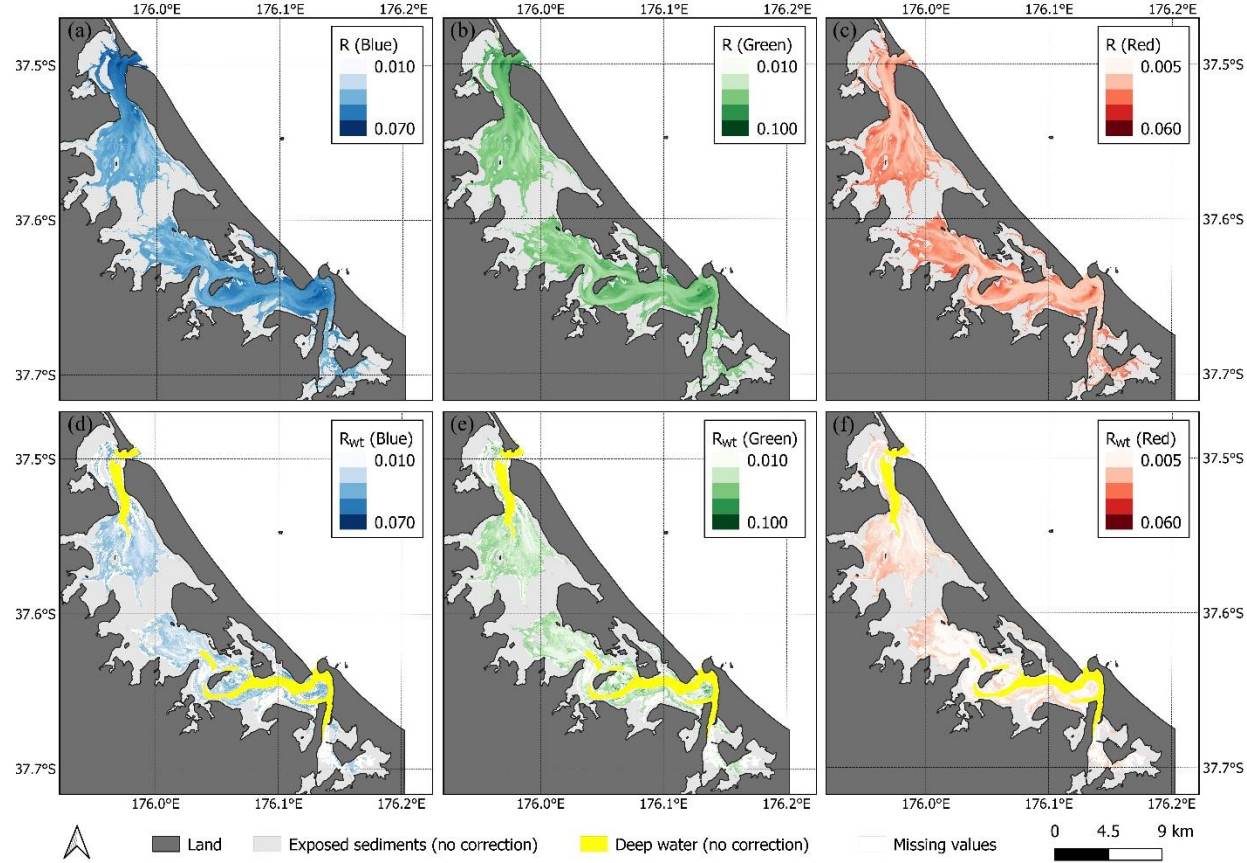 176.0°E 176.1°E 176.2°E 176.0°E 176.1°E 176.2°E 176.0°E 176.1°E 176.2°E
(a) R (Blue) 0.010 0.070
(b) R (Green) 0.010 0.100
(c) R (Red) 0.005 0.060
37.5°S 37.5°S
37.6°S 37.6°S
37.7°S 37.7°S
(d) Rwt (Blue) 0.010 0.070
(e) Rwt (Green) 0.010 0.100
(f) Rwt (Red) 0.005 0.060
37.5°S 37.5°S
37.6°S 37.6°S
37.7°S 37.7°S
176.0°E 176.1°E 176.2°E 176.0°E 176.1°E 176.2°E 176.0°E 176.1°E 176.2°E
Land Exposed sediments (no correction) Deep water (no correction) Missing values 0 4.5 9 km